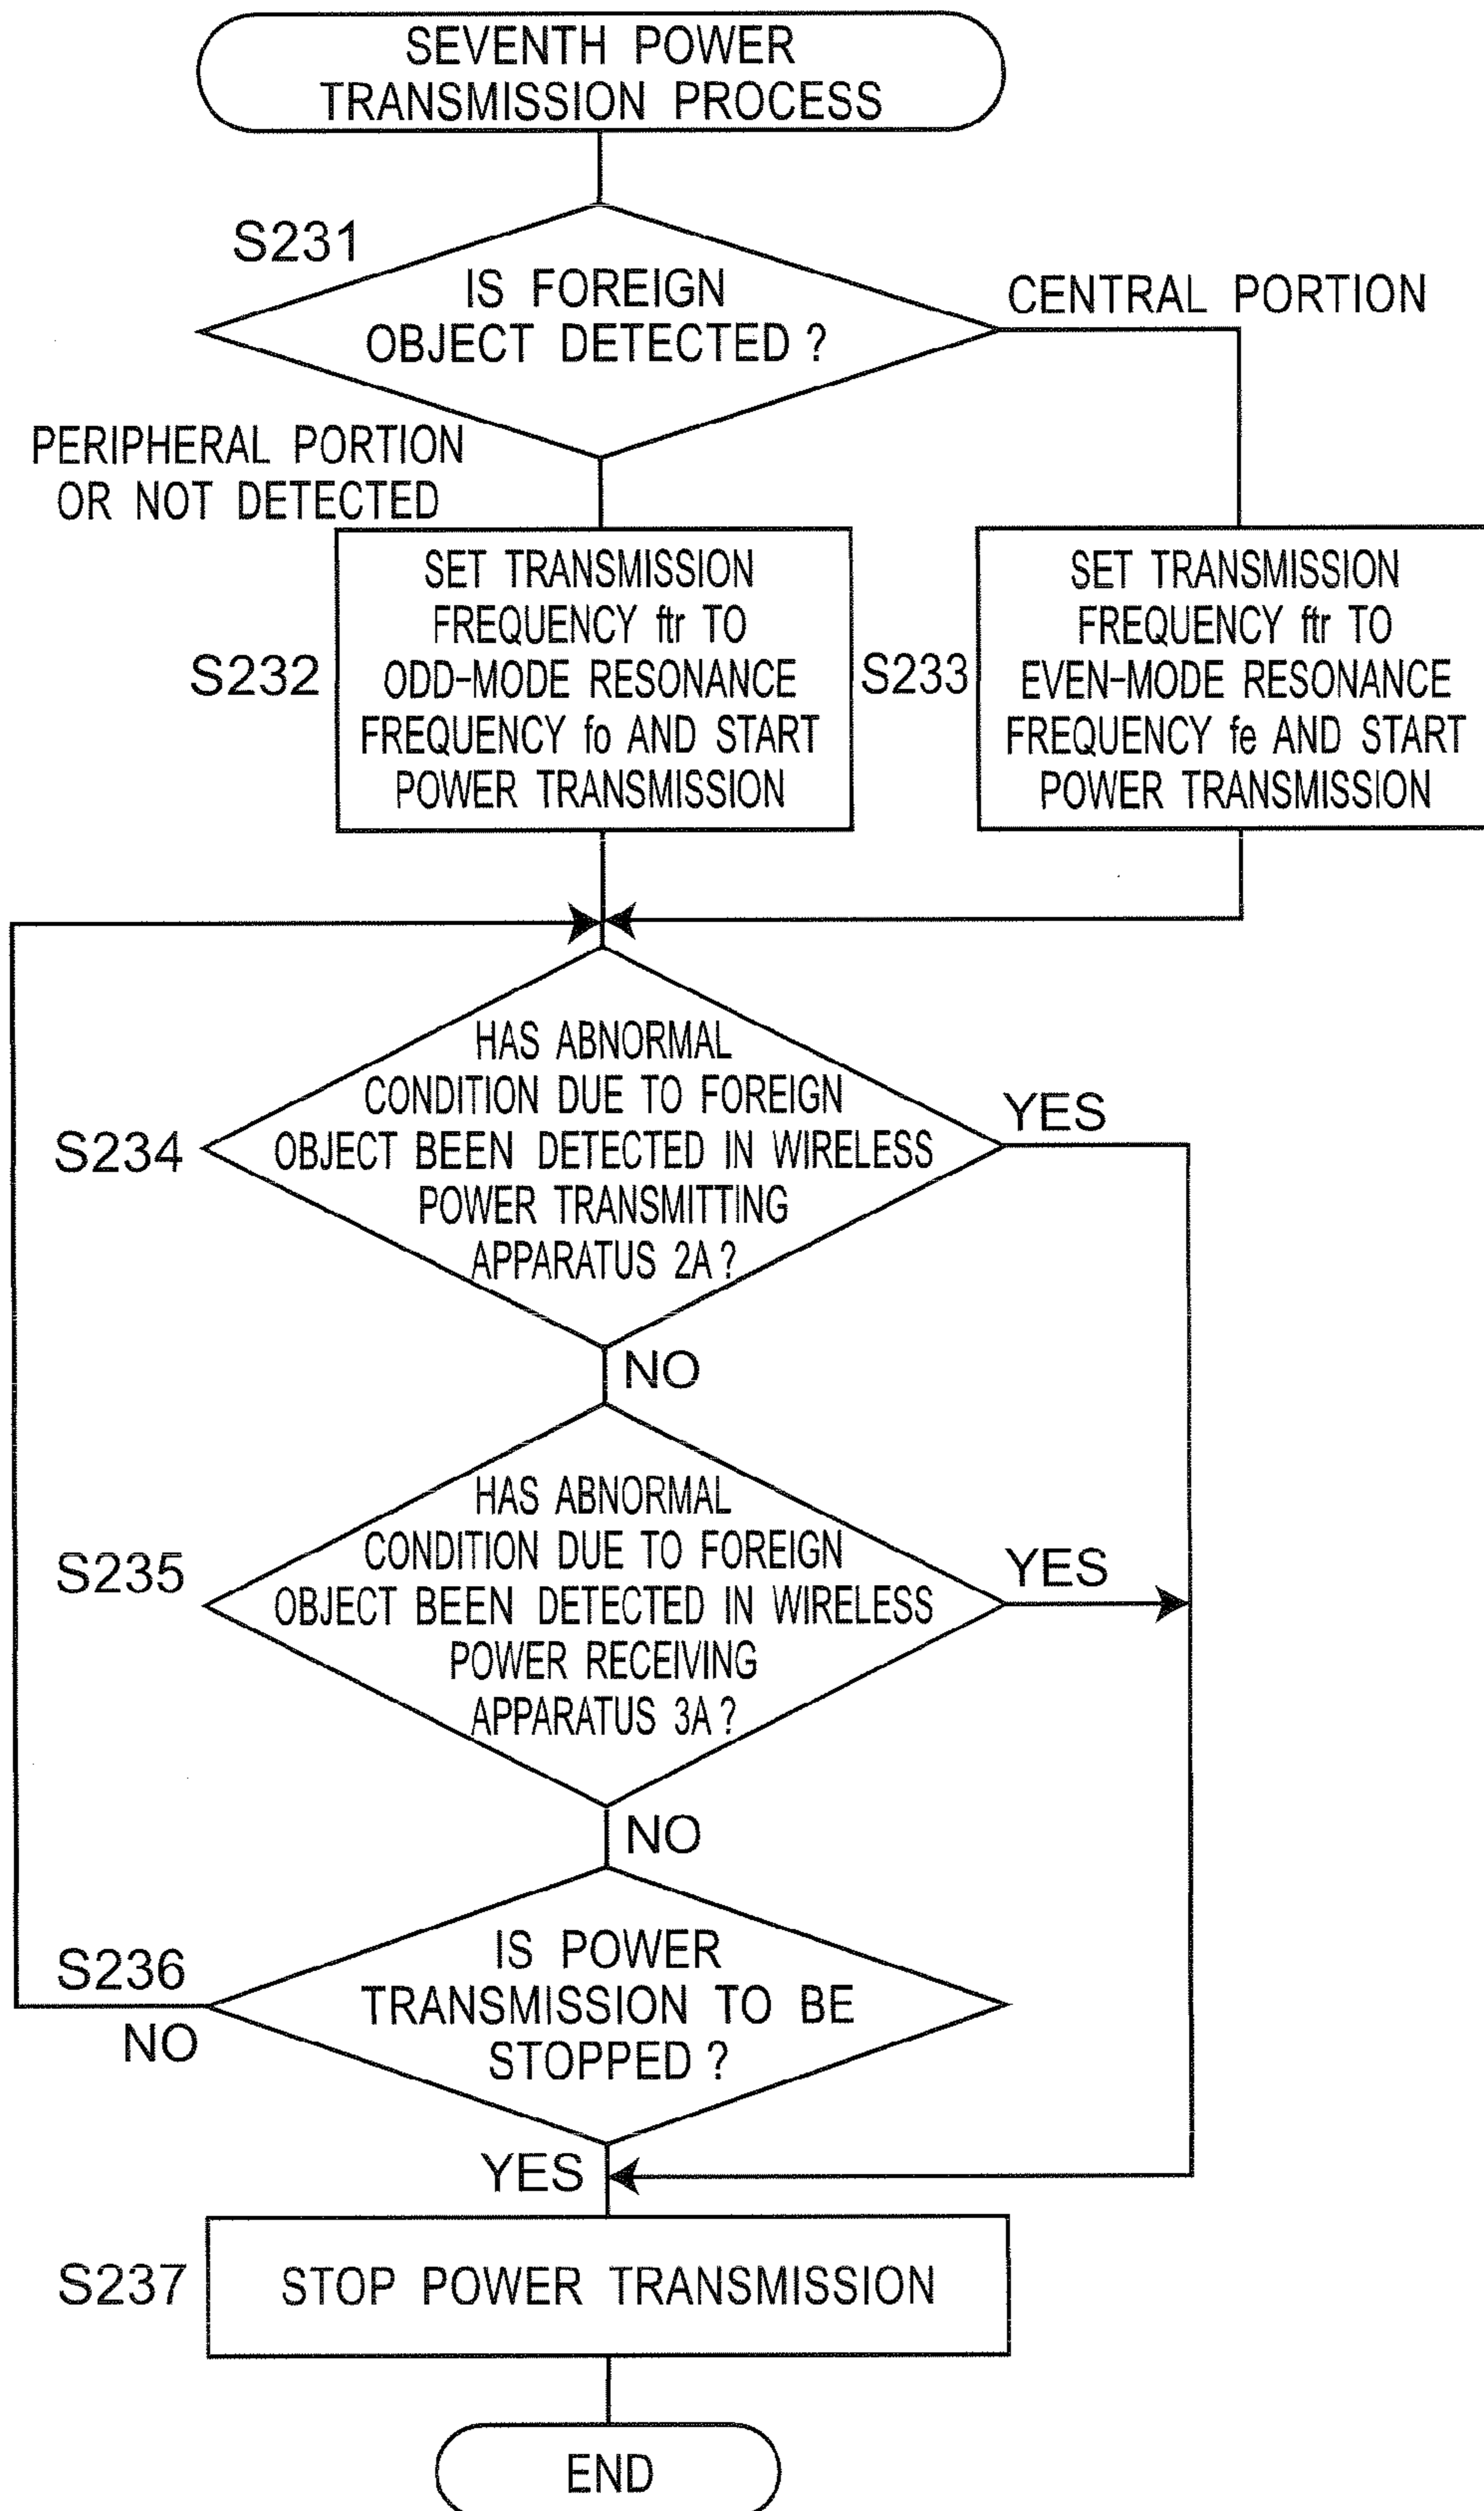 SEVENTH POWER
TRANSMISSION PROCESS
S231
IS FOREIGN
OBJECT DETECTED ?
CENTRAL PORTION
PERIPHERAL PORTION
OR NOT DETECTED
S232
SET TRANSMISSION
FREQUENCY ftr TO
ODD-MODE RESONANCE
FREQUENCY fo AND START
POWER TRANSMISSION
S233
SET TRANSMISSION
FREQUENCY ftr TO
EVEN-MODE RESONANCE
FREQUENCY fe AND START
POWER TRANSMISSION
S234
HAS ABNORMAL
CONDITION DUE TO FOREIGN
OBJECT BEEN DETECTED IN WIRELESS
POWER TRANSMITTING
APPARATUS 2A ?
YES
NO
S235
HAS ABNORMAL
CONDITION DUE TO FOREIGN
OBJECT BEEN DETECTED IN WIRELESS
POWER RECEIVING
APPARATUS 3A ?
YES
NO
S236
IS POWER
TRANSMISSION TO BE
STOPPED ?
NO
YES
S237
STOP POWER TRANSMISSION
END